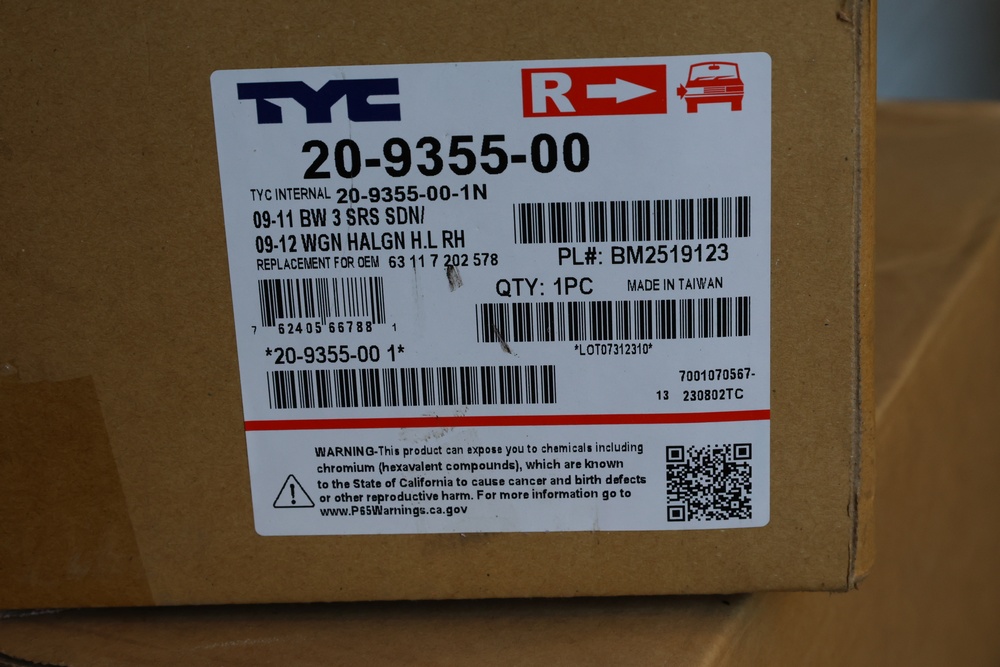 TYC
R
20-9355-00
TYC INTERNAL 20-9355-00-1N
09-11 BW 3 SRS SDN/
09-12 WGN HALGN H.L RH
REPLACEMENT FOR OEM 63 11 7 202 578
PL#: BM2519123
QTY: 1PC MADE IN TAIWAN
7 62405 66788 1
*LOT07312310*
*20-9355-00 1*
7001070567-
13 230802TC
WARNING-This product can expose you to chemicals including
chromium (hexavalent compounds), which are known
to the State of California to cause cancer and birth defects
or other reproductive harm. For more information go to
www.P65Warnings.ca.gov